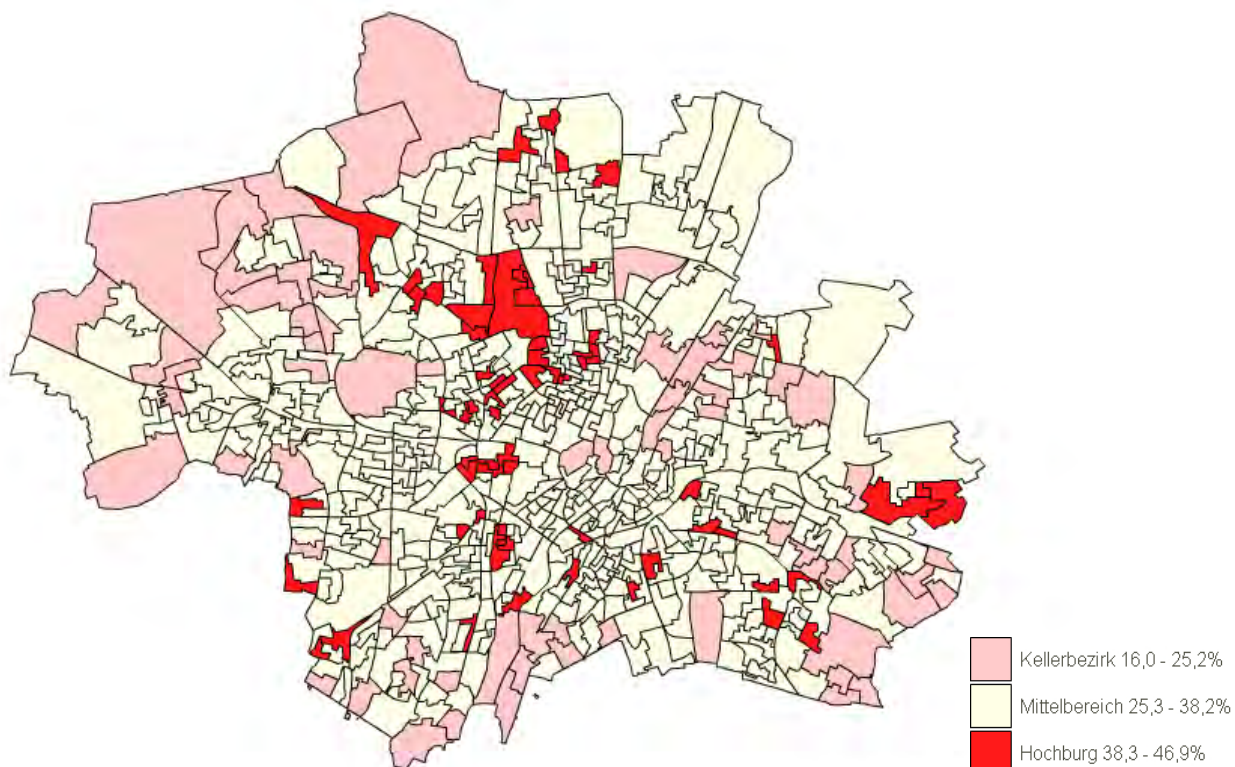 Kellerbezirk 16,0 - 25,2%
Mittelbereich 25,3 - 38,2%
Hochburg 38,3 - 46,9%